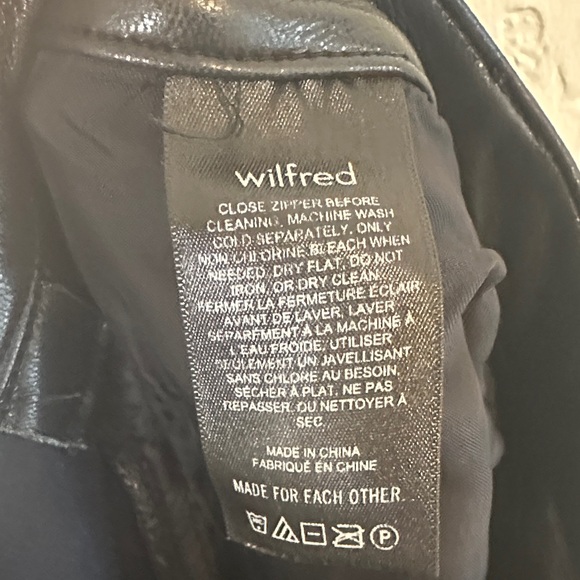 wilfred
CLOSE ZIPPER BEFORE
CLEANING. MACHINE WASH
COLD SEPARATELY. ONLY
NON-CHLORINE BLEACH WHEN
NEEDED. DRY FLAT. DO NOT
IRON, OR DRY CLEAN.
FERMER LA FERMETURE ÉCLAIR
AVANT DE LAVER. LAVER
SÉPARÉMENT À LA MACHINE À
L'EAU FROIDE. UTILISER
SEULEMENT UN JAVELLISANT
SANS CHLORE AU BESOIN.
SÉCHER À PLAT. NE PAS
REPASSER, OU NETTOYER À
SEC.
MADE IN CHINA
FABRIQUÉ EN CHINE
MADE FOR EACH OTHER.
P